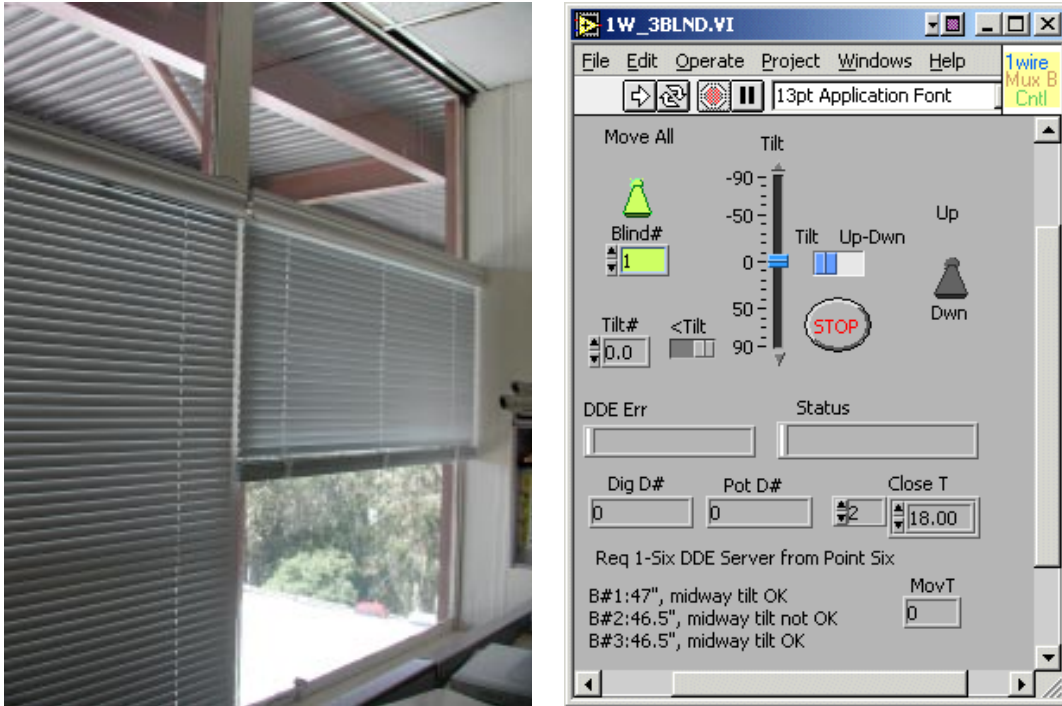 1W_3BLND.VI
File Edit Operate Project Windows Help
1wire
Mux B
Cntl
13pt Application Font
Move All
Tilt
-90
-50
0
50
90
Blind#
1
Tilt Up-Dwn
Up
Dwn
Tilt#
0.0
<Tilt
STOP
DDE Err
Status
Dig D#
0
Pot D#
0
Close T
2
18.00
Req 1-Six DDE Server from Point Six
B#1:47", midway tilt OK
B#2:46.5", midway tilt not OK
B#3:46.5", midway tilt OK
MovT
0